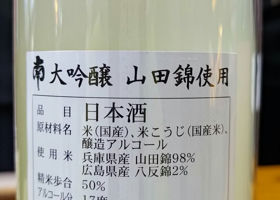 南 大吟醸 山田錦使用
品目 日本酒
原材料名 米(国産)、米こうじ(国産米)、
醸造アルコール
使用米 兵庫県産 山田錦98%
広島県産 八反錦2%
精米歩合 50%
アルコール分 17度